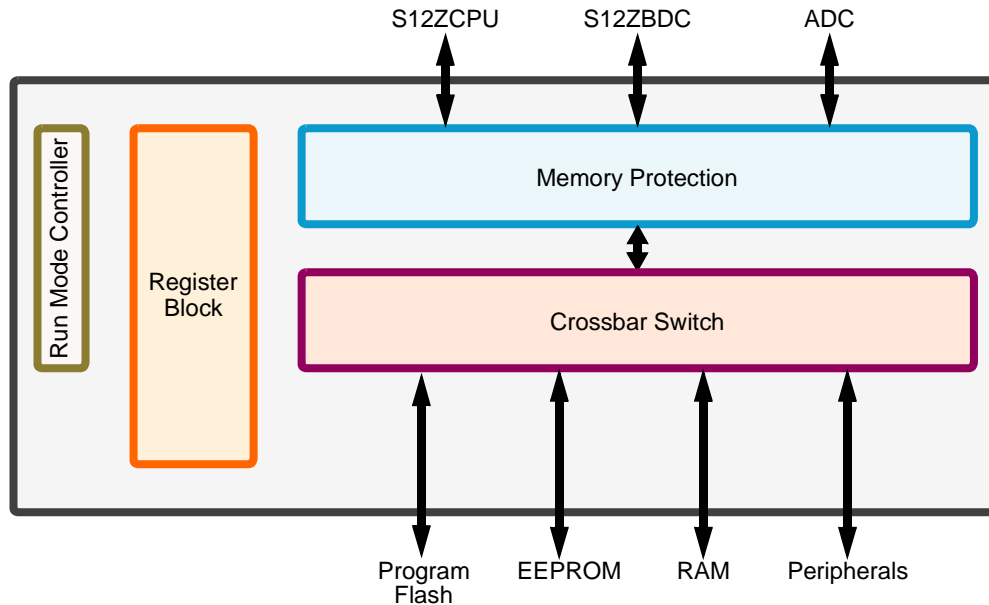 S12ZCPU
S12ZBDC
ADC
Run Mode Controller
Register
Block
Memory Protection
Crossbar Switch
Program
Flash
EEPROM
RAM
Peripherals